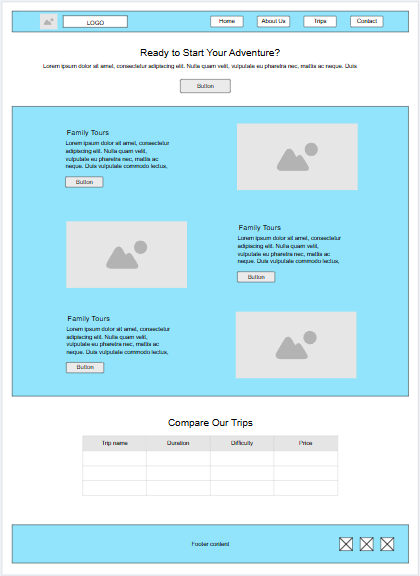 LOGO
Home
About Us
Trips
Contact
Ready to Start Your Adventure?
Lorem ipsum dolor sit amet, consectetur adipiscing elit. Nulla quam velit, vulputate eu pharetra nec, mattis ac neque. Duis
Button
Family Tours
Lorem ipsum dolor sit amet, consectetur
adipiscing elit. Nulla quam velit,
vulputate eu pharetra nec, mattis ac
neque. Duis vulputate commodo lectus,
Button
Family Tours
Lorem ipsum dolor sit amet, consectetur
adipiscing elit. Nulla quam velit,
vulputate eu pharetra nec, mattis ac
neque. Duis vulputate commodo lectus,
Button
Family Tours
Lorem ipsum dolor sit amet, consectetur
adipiscing elit. Nulla quam velit,
vulputate eu pharetra nec, mattis ac
neque. Duis vulputate commodo lectus,
Button
Compare Our Trips
Trip name Duration Difficulty Price
Footer content